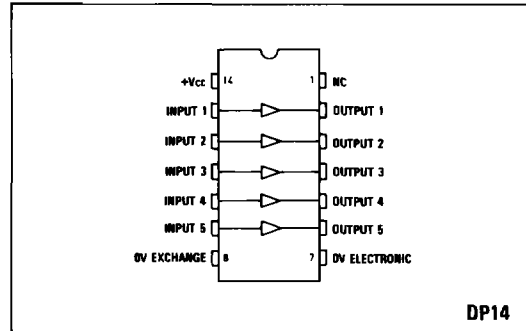 +Vcc 14 1 NC
INPUT 1 OUTPUT 1
INPUT 2 OUTPUT 2
INPUT 3 OUTPUT 3
INPUT 4 OUTPUT 4
INPUT 5 OUTPUT 5
0V EXCHANGE 8 7 0V ELECTRONIC
DP14